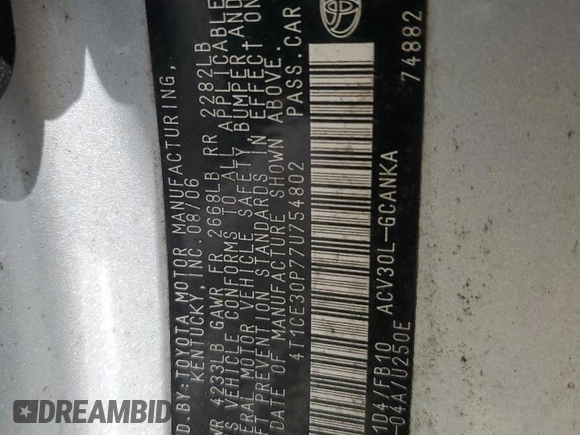 D.BY:TOYOTA MOTOR MANUFACTURING,
KENTUCKY, INC. 08/06
WR 4233LB GAWR FR 2668LB RR 2282LB
S VEHICLE CONFORMS TO ALL APPLICABLE
ERAL MOTOR VEHICLE SAFETY, BUMPER AND
FT PREVENTION STANDARDS IN EFFECT ON
DATE OF MANUFACTURE SHOWN ABOVE.
4T1CE30P77U754802 PASS.CAR
1D4/FB10 ACV30L-GCANKA
-04A/U250E 74882
DREAMBID